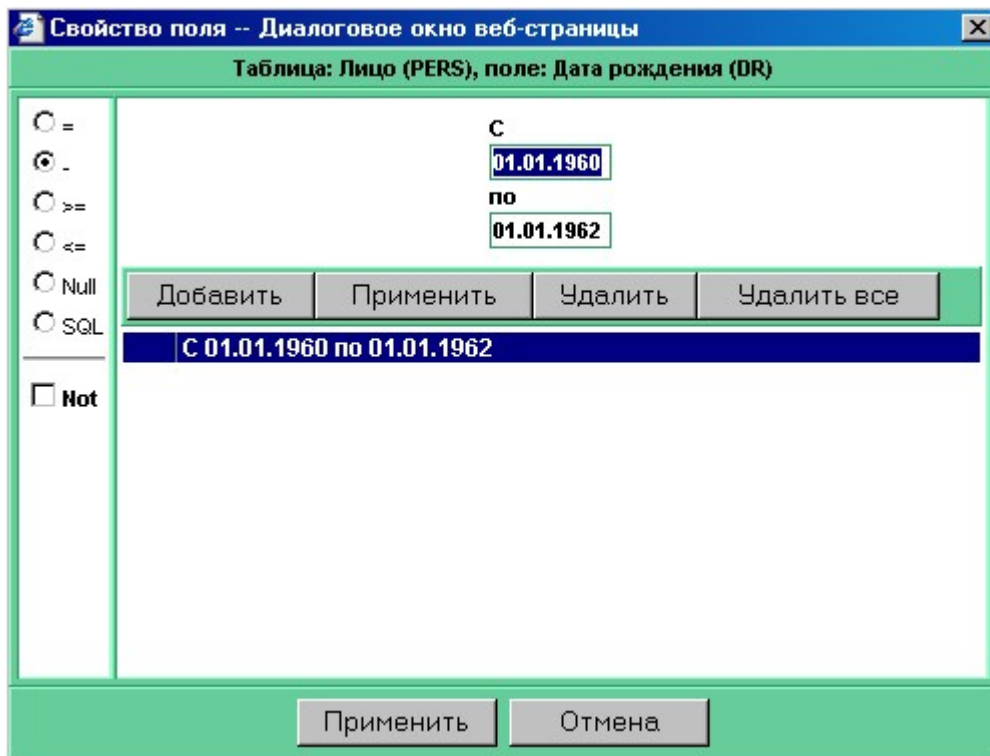 Свойство поля -- Диалоговое окно веб-страницы
Таблица: Лицо (PERS), поле: Дата рождения (DR)
=
-
>=
<=
Null
SQL
Not
С
01.01.1960
по
01.01.1962
Добавить Применить Удалить Удалить все
С 01.01.1960 по 01.01.1962
Применить Отмена